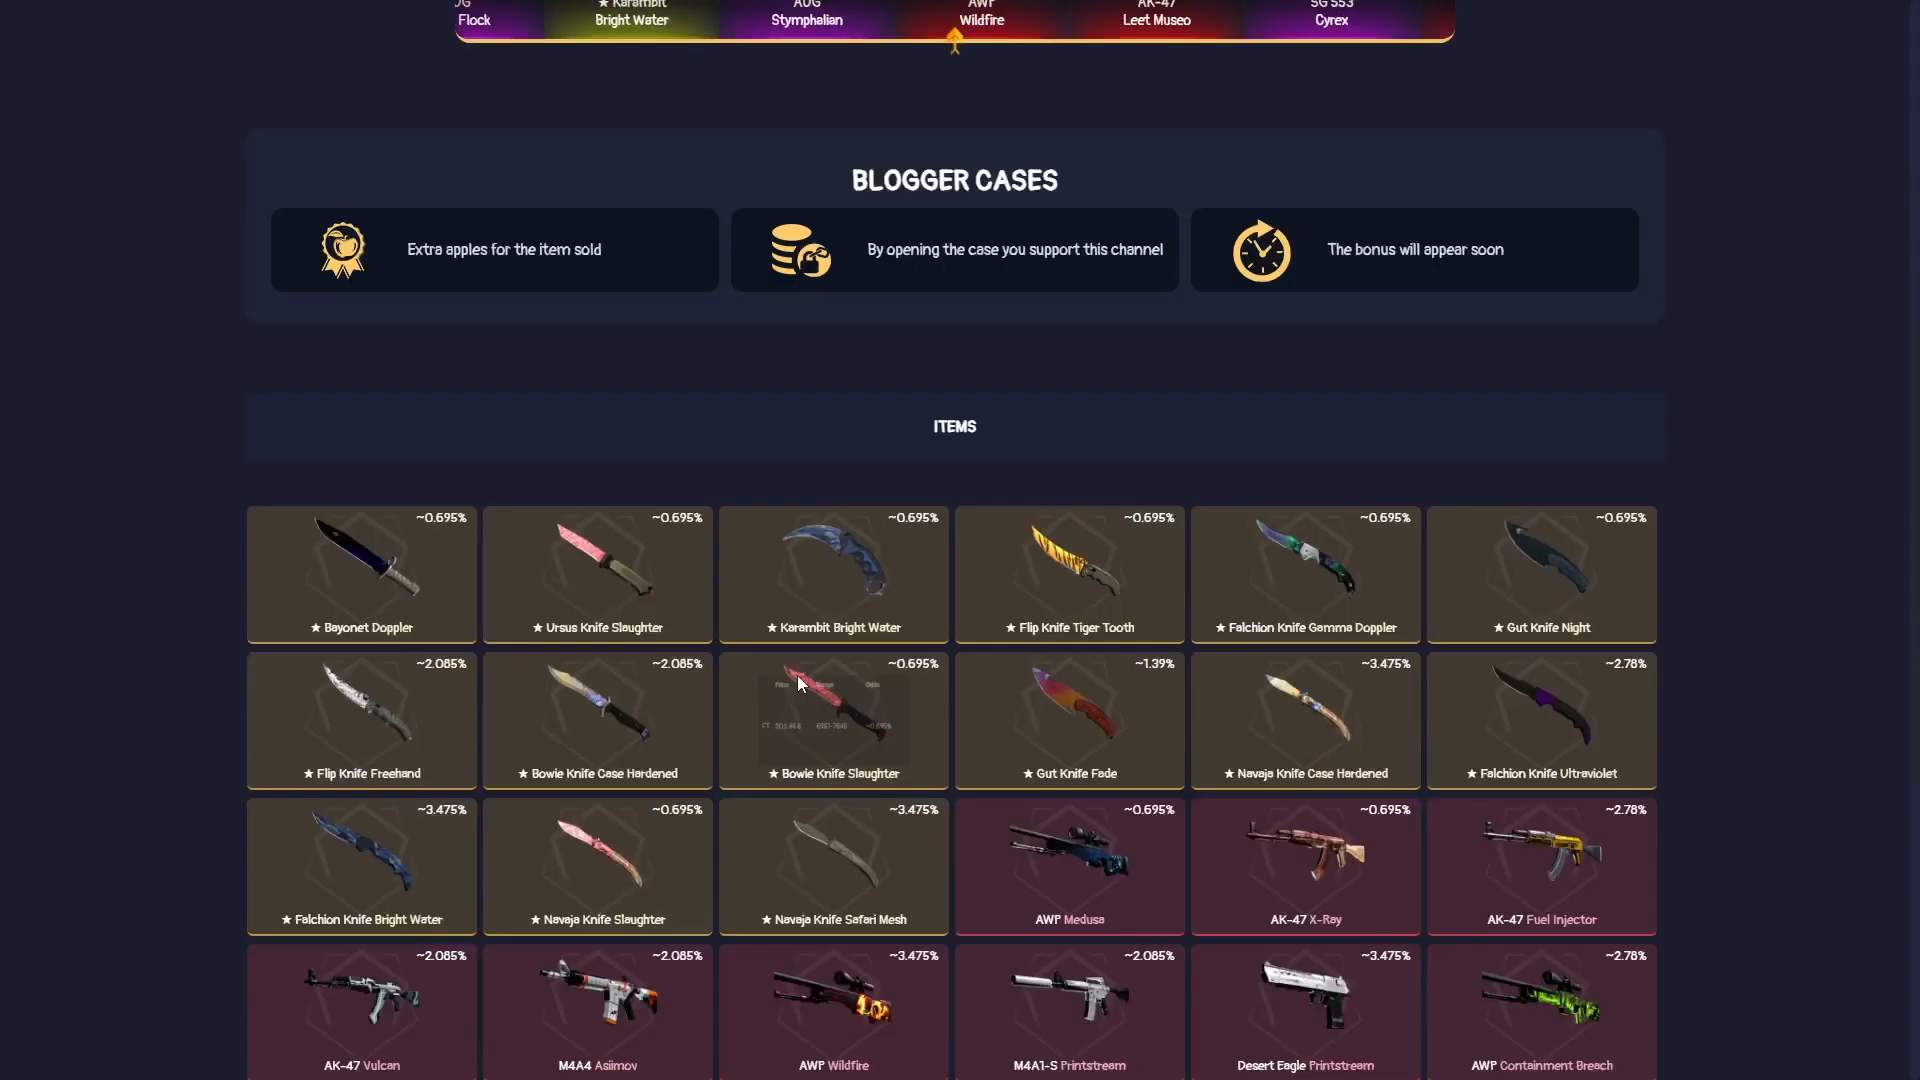 Flock
★ Karambit
Bright Water
AUG
Stymphalian
AWP
Wildfire
AK-47
Leet Museo
SG 553
Cyrex
BLOGGER CASES
Extra apples for the item sold
By opening the case you support this channel
The bonus will appear soon
ITEMS
~0.695%
★ Bayonet Doppler
~0.695%
★ Ursus Knife Slaughter
~0.695%
★ Karambit Bright Water
~0.695%
★ Flip Knife Tiger Tooth
~0.695%
★ Falchion Knife Gamma Doppler
~0.695%
★ Gut Knife Night
~2.085%
★ Flip Knife Freehand
~2.085%
★ Bowie Knife Case Hardened
~0.695%
Price
Range
Odds
FT
~0.695%
★ Bowie Knife Slaughter
~1.39%
★ Gut Knife Fade
~3.475%
★ Navaja Knife Case Hardened
~2.78%
★ Falchion Knife Ultraviolet
~3.475%
★ Falchion Knife Bright Water
~0.695%
★ Navaja Knife Slaughter
~3.475%
★ Navaja Knife Safari Mesh
~0.695%
AWP Medusa
~0.695%
AK-47 X-Ray
~2.78%
AK-47 Fuel Injector
~2.085%
AK-47 Vulcan
~2.085%
M4A4 Asiimov
~3.475%
AWP Wildfire
~2.085%
M4A1-S Printstream
~3.475%
Desert Eagle Printstream
~2.78%
AWP Containment Breach